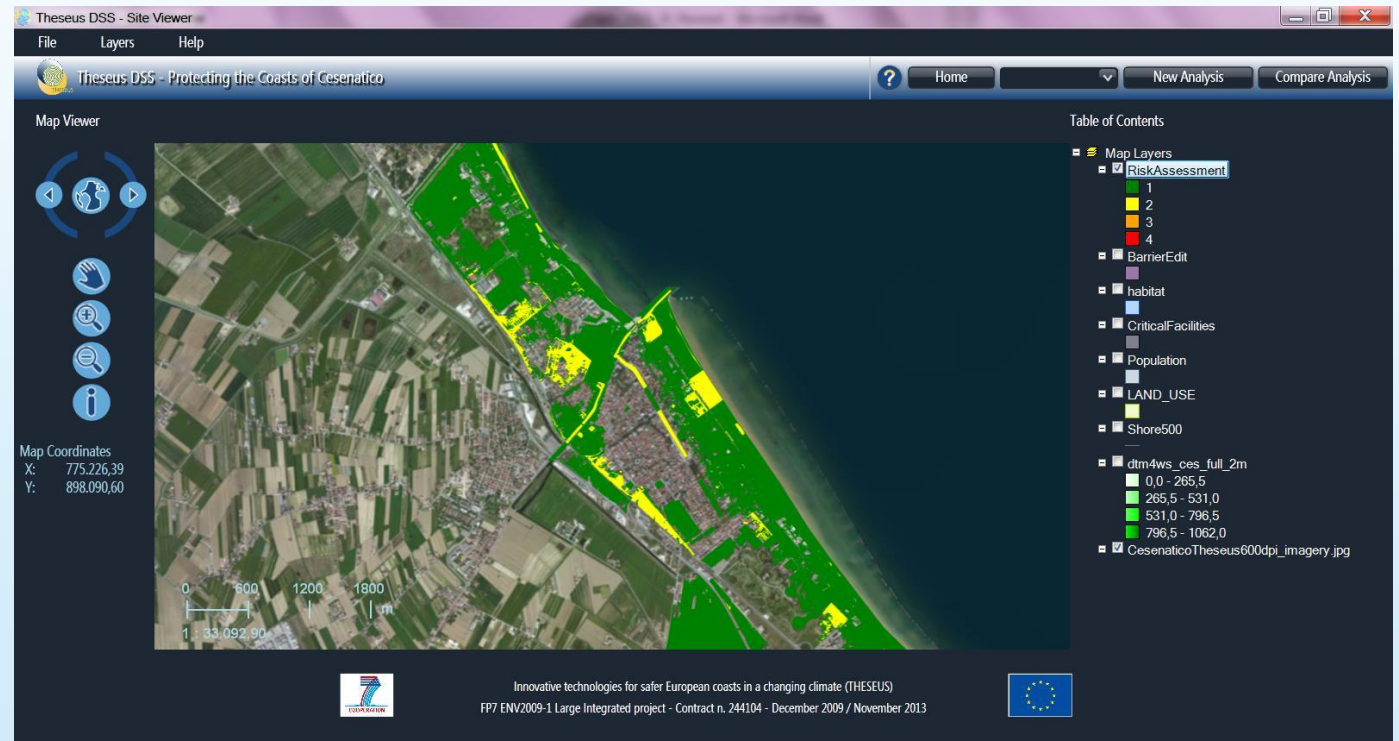 Theseus DSS - Site Viewer
File Layers Help
Theseus DSS - Protecting the Coasts of Cesenatico
? Home New Analysis Compare Analysis
Map Viewer
Table of Contents
Map Layers
RiskAssessment
1
2
3
4
BarrierEdit
habitat
CriticalFacilities
Population
LAND_USE
Shore500
dtm4ws_ces_full_2m
0,0 - 265,5
265,5 - 531,0
531,0 - 796,5
796,5 - 1062,0
CesenaticoTheseus600dpi_imagery.jpg
Map Coordinates
X: 775.226,39
Y: 898.090,60
0 600 1200 1800
m
1 : 33.092,90
7
COOPERATION
Innovative technologies for safer European coasts in a changing climate (THESEUS)
FP7 ENV2009-1 Large Integrated project - Contract n. 244104 - December 2009 / November 2013